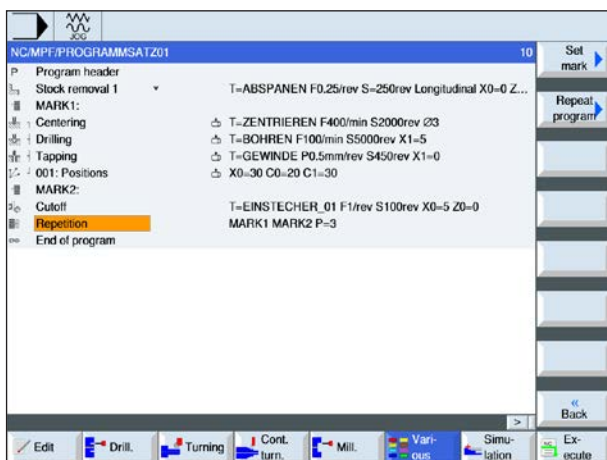 JOG
NC/MPF/PROGRAMMSATZ01 10
P Program header
Stock removal 1 T=ABSPANEN F0.25/rev S=250rev Longitudinal X0=0 Z...
MARK1:
Centering T=ZENTRIEREN F400/min S2000rev Ø3
Drilling T=BOHREN F100/min S5000rev X1=5
Tapping T=GEWINDE P0.5mm/rev S450rev X1=0
001: Positions X0=30 C0=20 C1=30
MARK2:
Cutoff T=EINSTECHER_01 F1/rev S100rev X0=5 Z0=0
Repetition MARK1 MARK2 P=3
End of program
Set
mark
Repeat
program
«
Back
>
Edit
Drill.
Turning
Cont.
turn.
Mill.
Vari-
ous
Simu-
lation
NC
Ex-
ecute